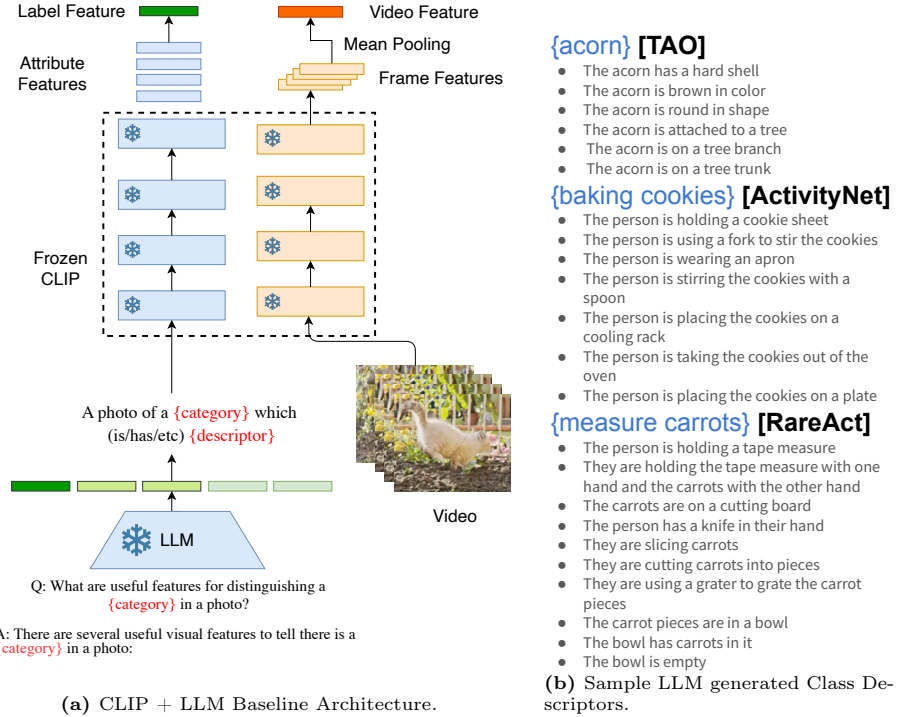 Label Feature
Video Feature
Mean Pooling
Attribute
Features
Frame Features
Frozen
CLIP
A photo of a {category} which
(is/has/etc) {descriptor}
Video
LLM
Q: What are useful features for distinguishing a
{category} in a photo?
A: There are several useful visual features to tell there is a
{category} in a photo:
(a) CLIP + LLM Baseline Architecture.
{acorn} [TAO]
● The acorn has a hard shell
● The acorn is brown in color
● The acorn is round in shape
● The acorn is attached to a tree
● The acorn is on a tree branch
● The acorn is on a tree trunk
{baking cookies} [ActivityNet]
● The person is holding a cookie sheet
● The person is using a fork to stir the cookies
● The person is wearing an apron
● The person is stirring the cookies with a
spoon
● The person is placing the cookies on a
cooling rack
● The person is taking the cookies out of the
oven
● The person is placing the cookies on a plate
{measure carrots} [RareAct]
● The person is holding a tape measure
● They are holding the tape measure with one
hand and the carrots with the other hand
● The carrots are on a cutting board
● The person has a knife in their hand
● They are slicing carrots
● They are cutting carrots into pieces
● They are using a grater to grate the carrot
pieces
● The carrot pieces are in a bowl
● The bowl has carrots in it
● The bowl is empty
(b) Sample LLM generated Class De-
scriptors.